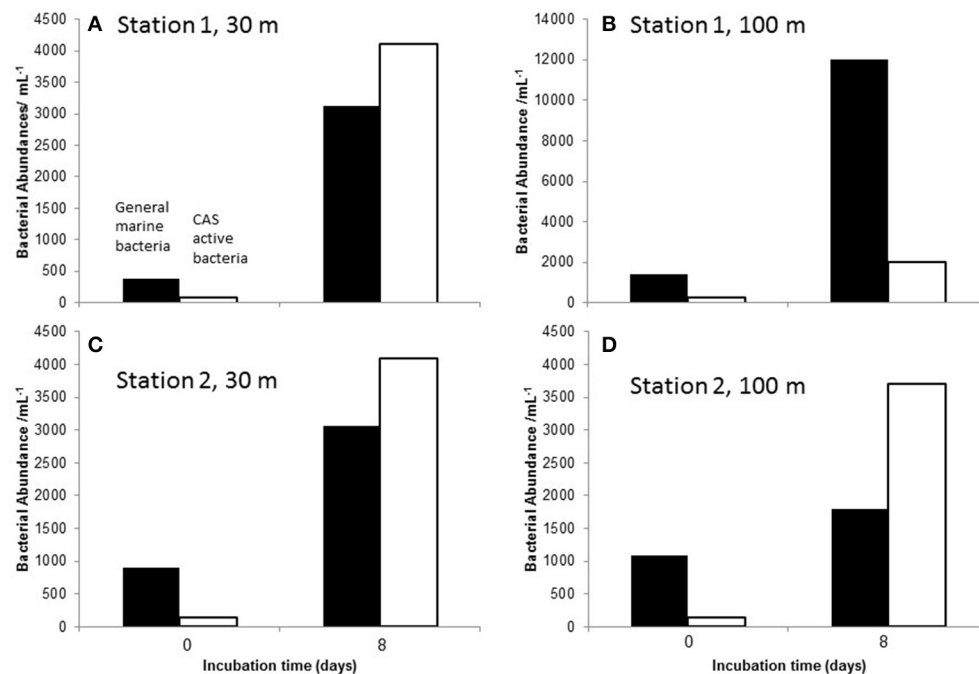 A Station 1, 30 m
Bacterial Abundances/ mL-1
4500
4000
3500
3000
2500
2000
1500
1000
500
0
General
marine
bacteria
CAS
active
bacteria
B Station 1, 100 m
Bacterial Abundance /mL-1
14000
12000
10000
8000
6000
4000
2000
0
C
Station 2, 30 m
Bacterial Abundance /mL-1
4500
4000
3500
3000
2500
2000
1500
1000
500
0
0 8
Incubation time (days)
D
Station 2, 100 m
Bacterial Abundance /mL-1
4500
4000
3500
3000
2500
2000
1500
1000
500
0
0 8
Incubation time (days)